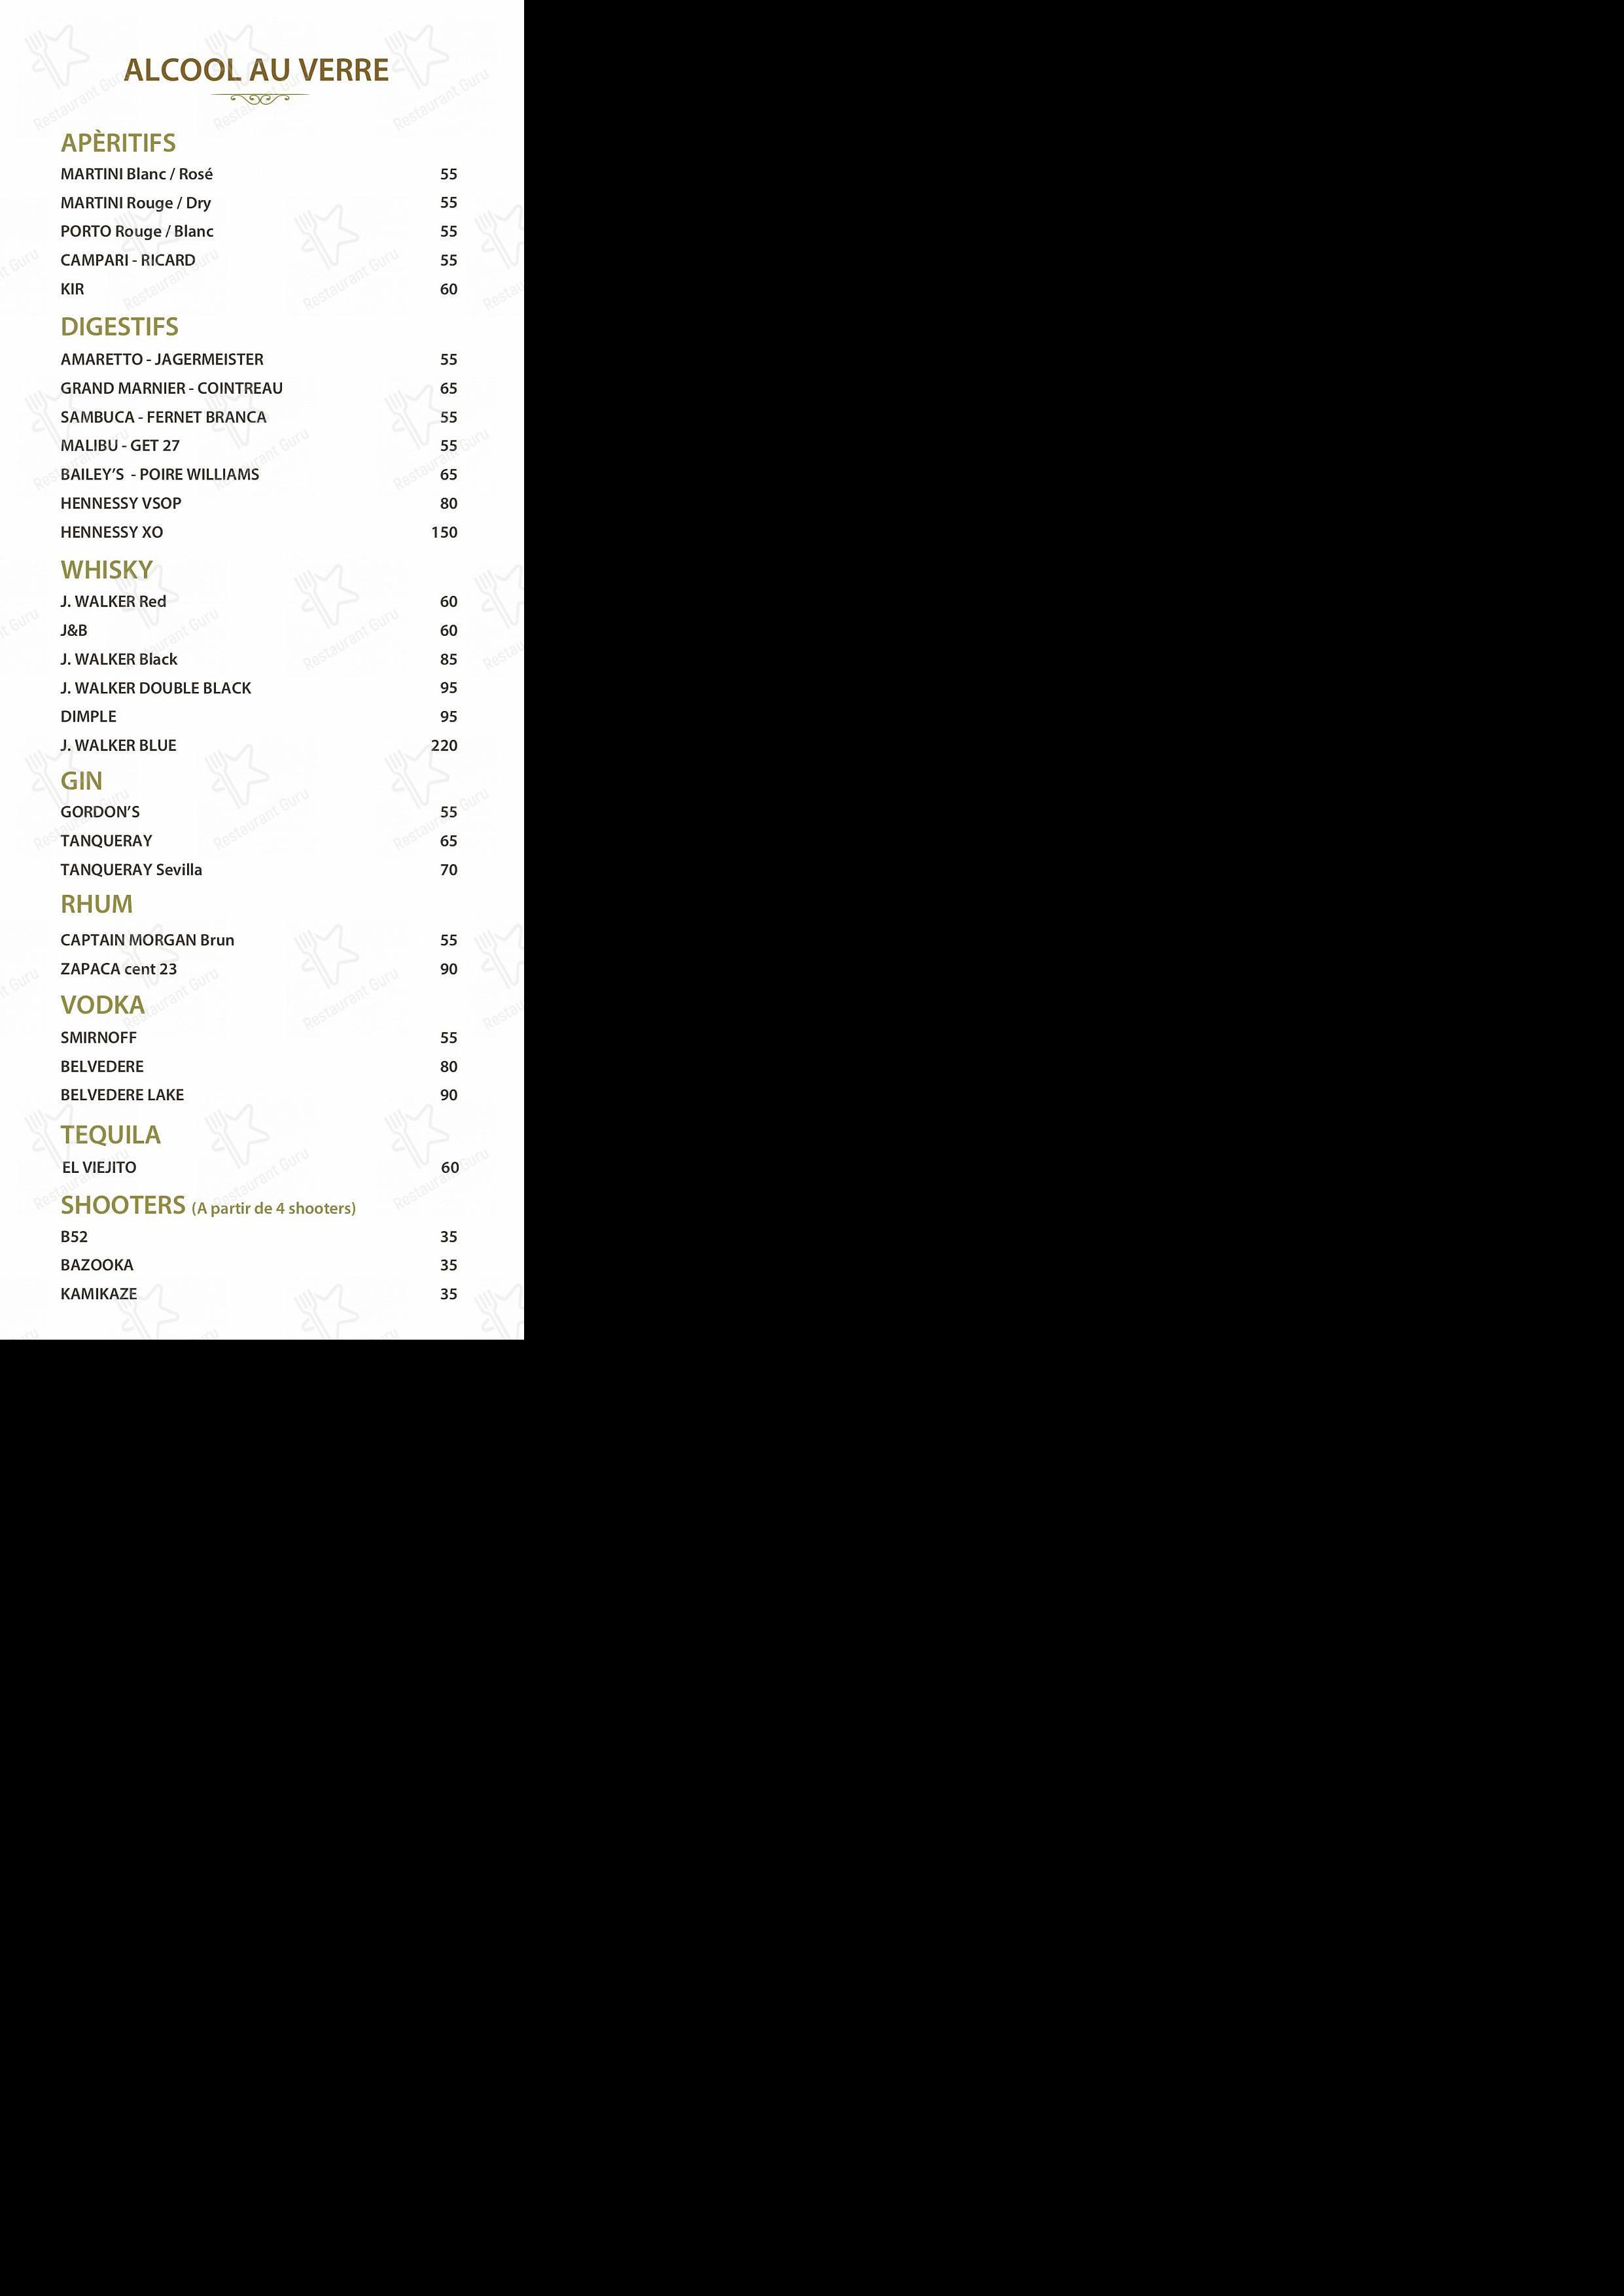 ALCOOL AU VERRE
APÈRITIFS
MARTINI Blanc / Rosé 55
MARTINI Rouge / Dry 55
PORTO Rouge / Blanc 55
CAMPARI - RICARD 55
KIR 60
DIGESTIFS
AMARETTO - JAGERMEISTER 55
GRAND MARNIER - COINTREAU 65
SAMBUCA - FERNET BRANCA 55
MALIBU - GET 27 55
BAILEY’S - POIRE WILLIAMS 65
HENNESSY VSOP 80
HENNESSY XO 150
WHISKY
J. WALKER Red 60
J&B 60
J. WALKER Black 85
J. WALKER DOUBLE BLACK 95
DIMPLE 95
J. WALKER BLUE 220
GIN
GORDON’S 55
TANQUERAY 65
TANQUERAY Sevilla 70
RHUM
CAPTAIN MORGAN Brun 55
ZAPACA cent 23 90
VODKA
SMIRNOFF 55
BELVEDERE 80
BELVEDERE LAKE 90
TEQUILA
EL VIEJITO 60
SHOOTERS (A partir de 4 shooters)
B52 35
BAZOOKA 35
KAMIKAZE 35
Restaurant Guru